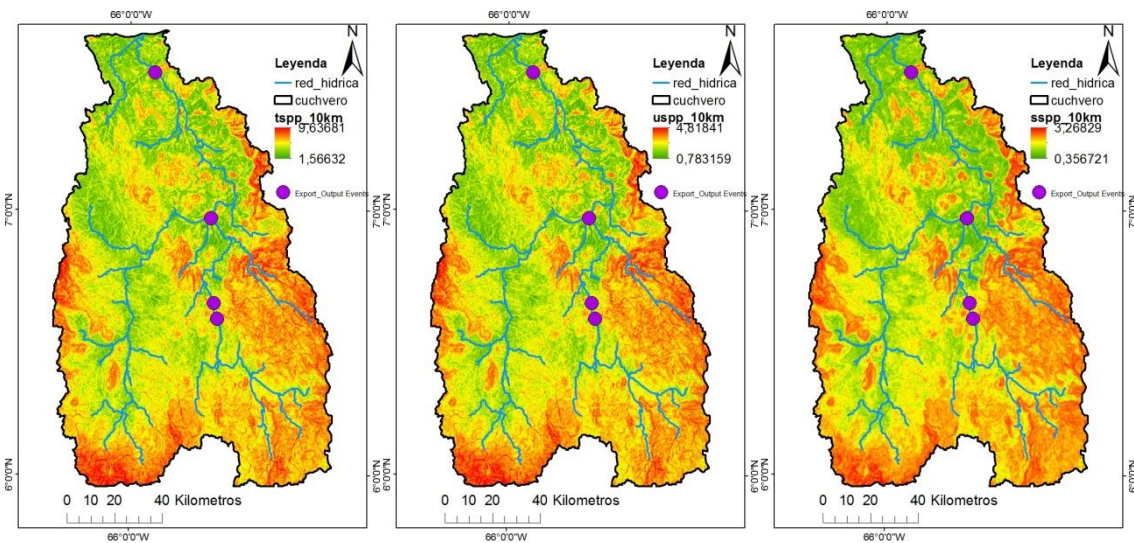 66°0'0"W
66°0'0"W
66°0'0"W
N
Leyenda
red_hidrica
cuchvero
tspp_10km
9,63681
1,56632
Export_Output Events
7°0'0"N
6°0'0"N
0 10 20 40 Kilometros
66°0'0"W
N
Leyenda
red_hidrica
cuchvero
uspp_10km
4,81841
0,783159
Export_Output Events
7°0'0"N
7°0'0"N
6°0'0"N
6°0'0"N
0 10 20 40 Kilometros
66°0'0"W
N
Leyenda
red_hidrica
cuchvero
sspp_10km
3,26829
0,356721
Export_Output Events
7°0'0"N
7°0'0"N
6°0'0"N
6°0'0"N
0 10 20 40 Kilometros
66°0'0"W
7°0'0"N
6°0'0"N